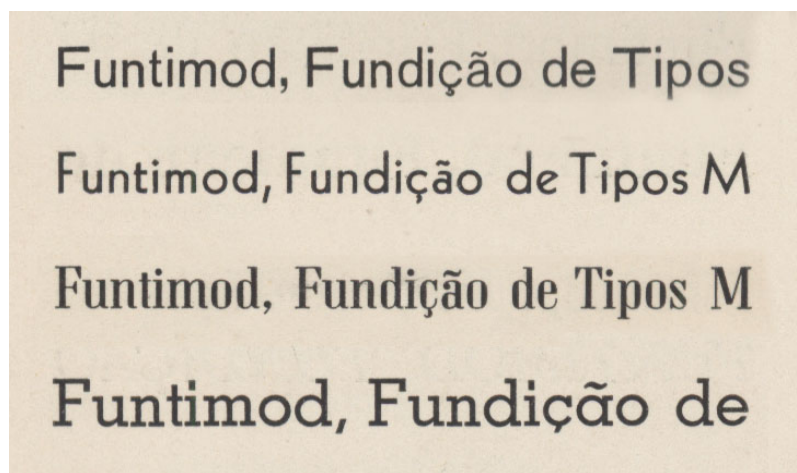 Funtimod, Fundição de Tipos
Funtimod, Fundição de Tipos M
Funtimod, Fundição de Tipos M
Funtimod, Fundição de